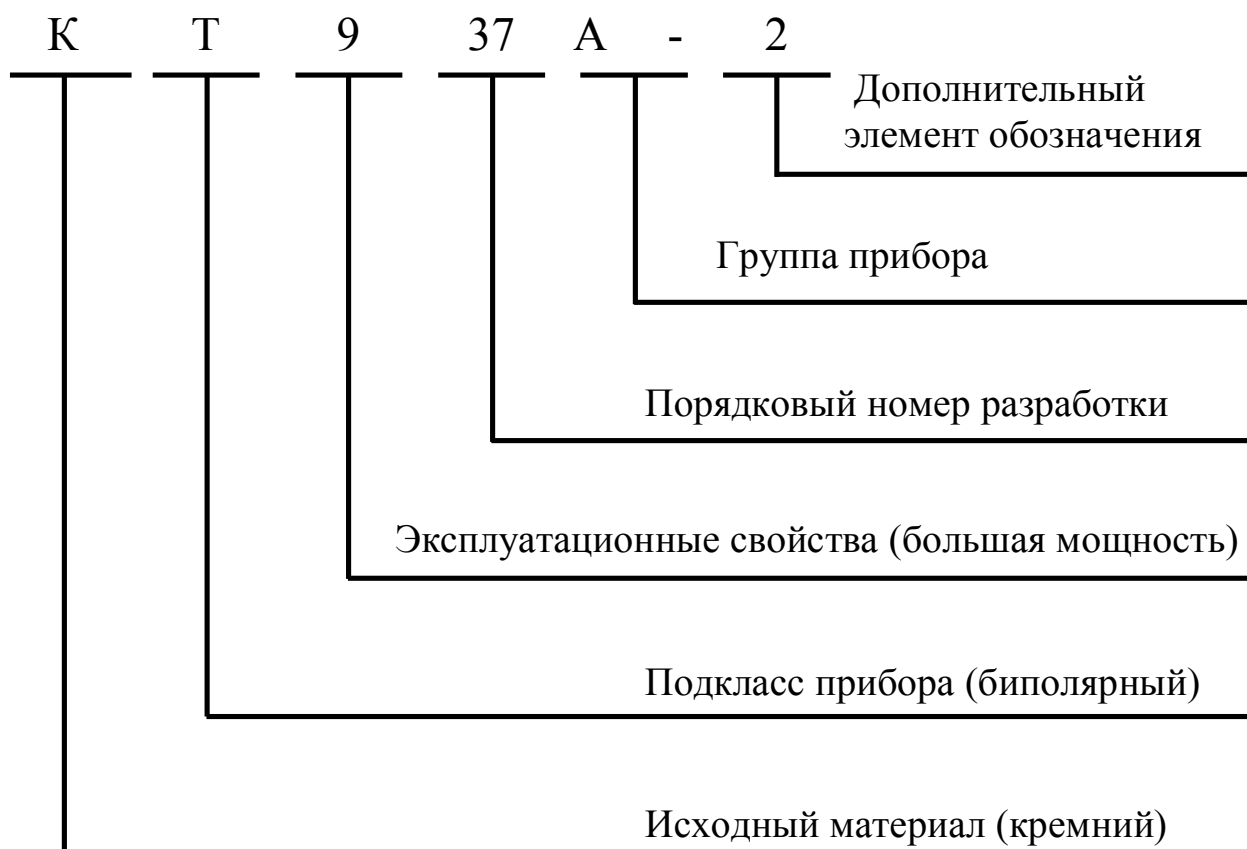 К Т 9 37 А - 2
Дополнительный
элемент обозначения
Группа прибора
Порядковый номер разработки
Эксплуатационные свойства (большая мощность)
Подкласс прибора (биполярный)
Исходный материал (кремний)